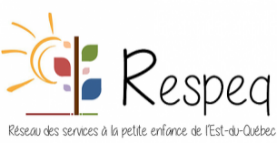 Respeq
Réseau des services à la petite enfance de l'Est-du-Québec